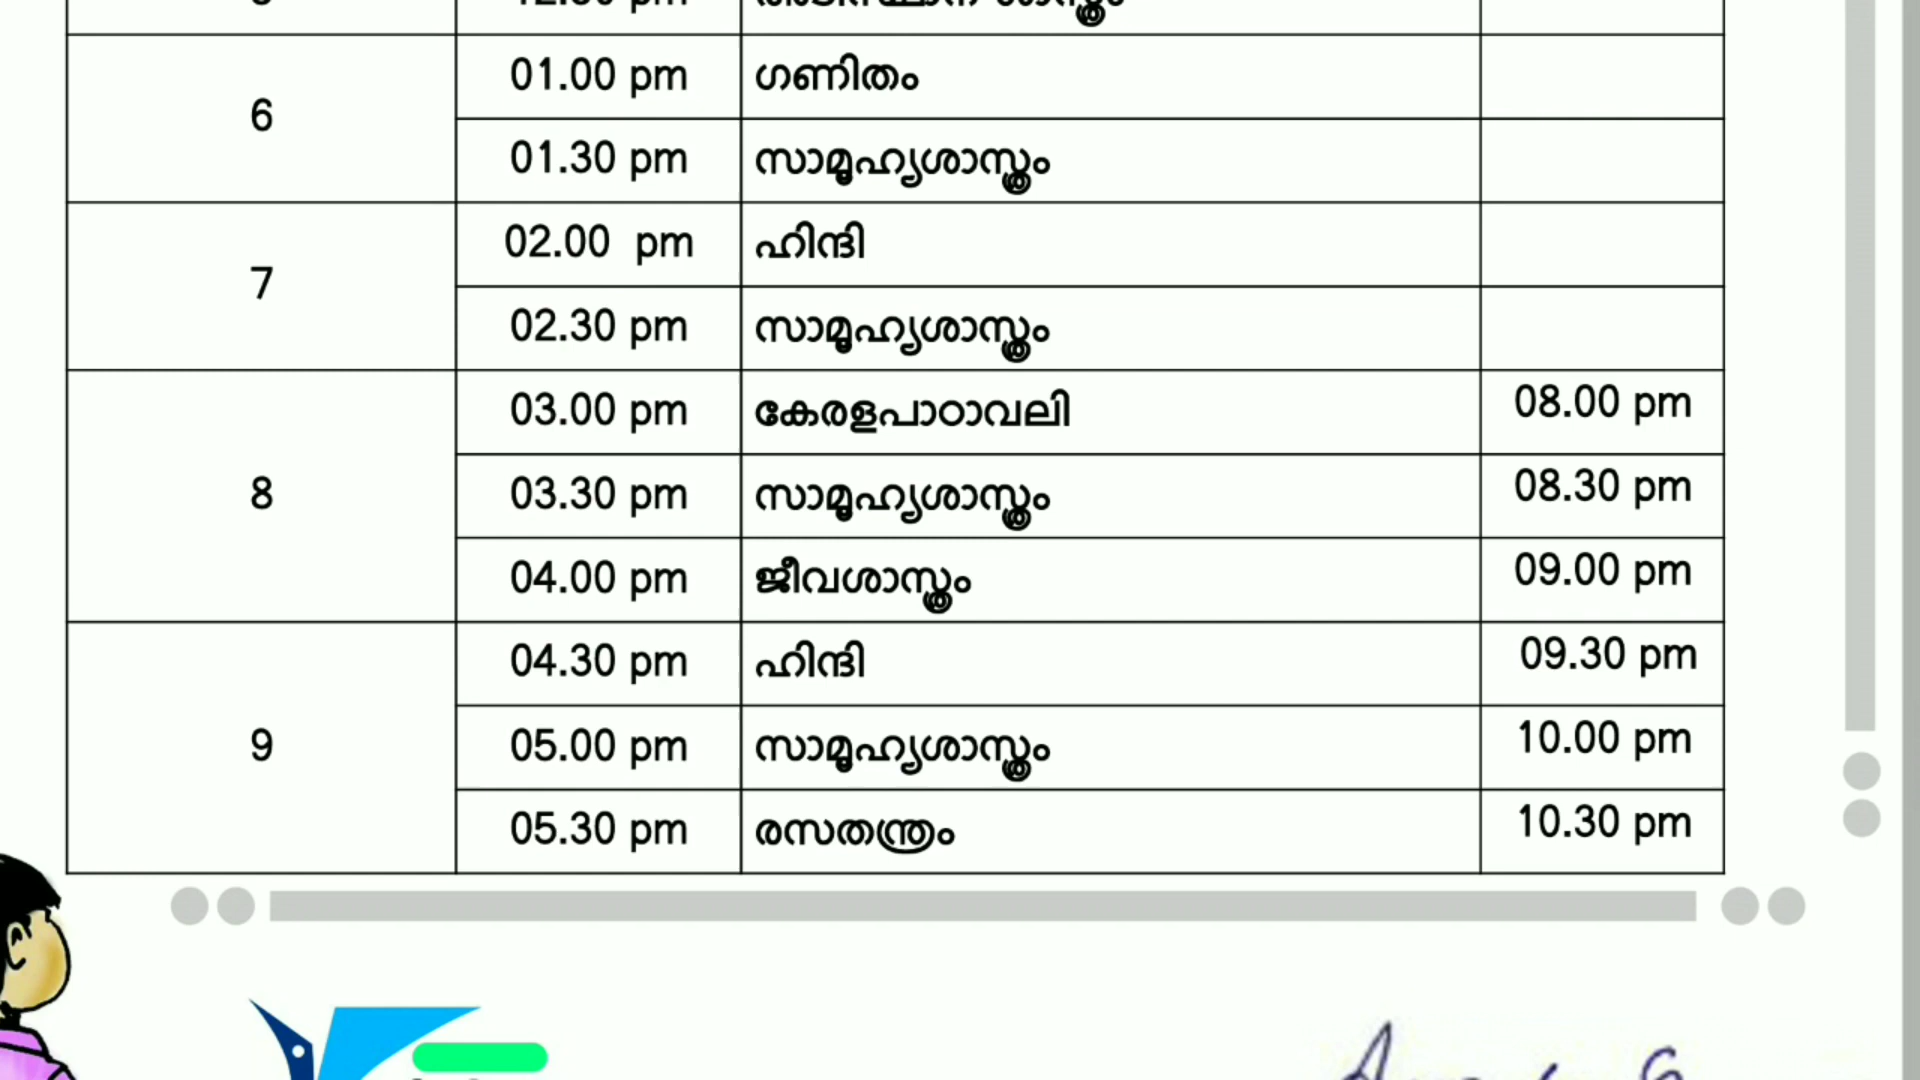 6
01.00 pm ഗണിതം
01.30 pm സാമൂഹ്യശാസ്ത്രം
7
02.00 pm ഹിന്ദി
02.30 pm സാമൂഹ്യശാസ്ത്രം
8
03.00 pm കേരളപാഠാവലി 08.00 pm
03.30 pm സാമൂഹ്യശാസ്ത്രം 08.30 pm
04.00 pm ജീവശാസ്ത്രം 09.00 pm
9
04.30 pm ഹിന്ദി 09.30 pm
05.00 pm സാമൂഹ്യശാസ്ത്രം 10.00 pm
05.30 pm രസതന്ത്രം 10.30 pm